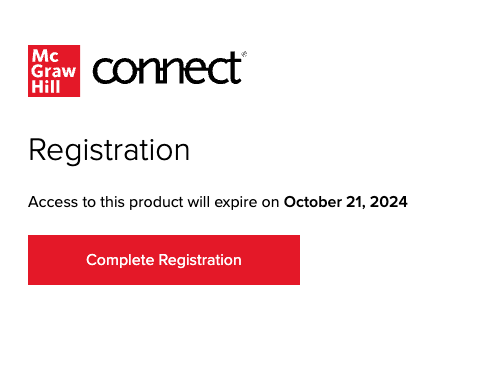 Mc
Graw
Hill
connect®
Registration
Access to this product will expire on October 21, 2024
Complete Registration